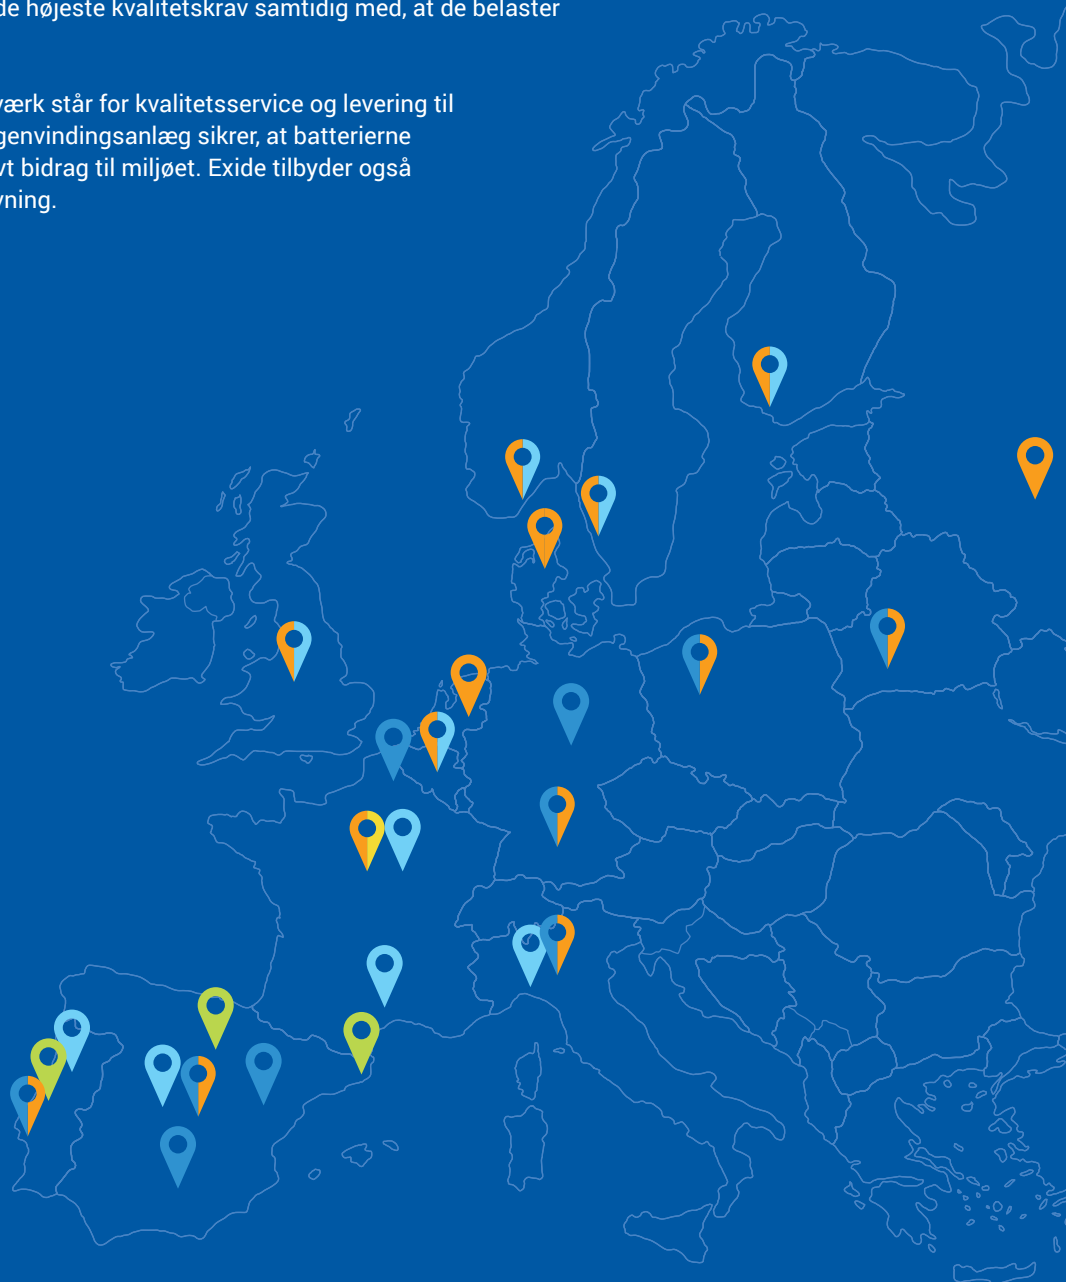 de højeste kvalitetskrav samtidig med, at de belaster
værk står for kvalitetsservice og levering til
genvindingsanlæg sikrer, at batterierne
vt bidrag til miljøet. Exide tilbyder også
vning.